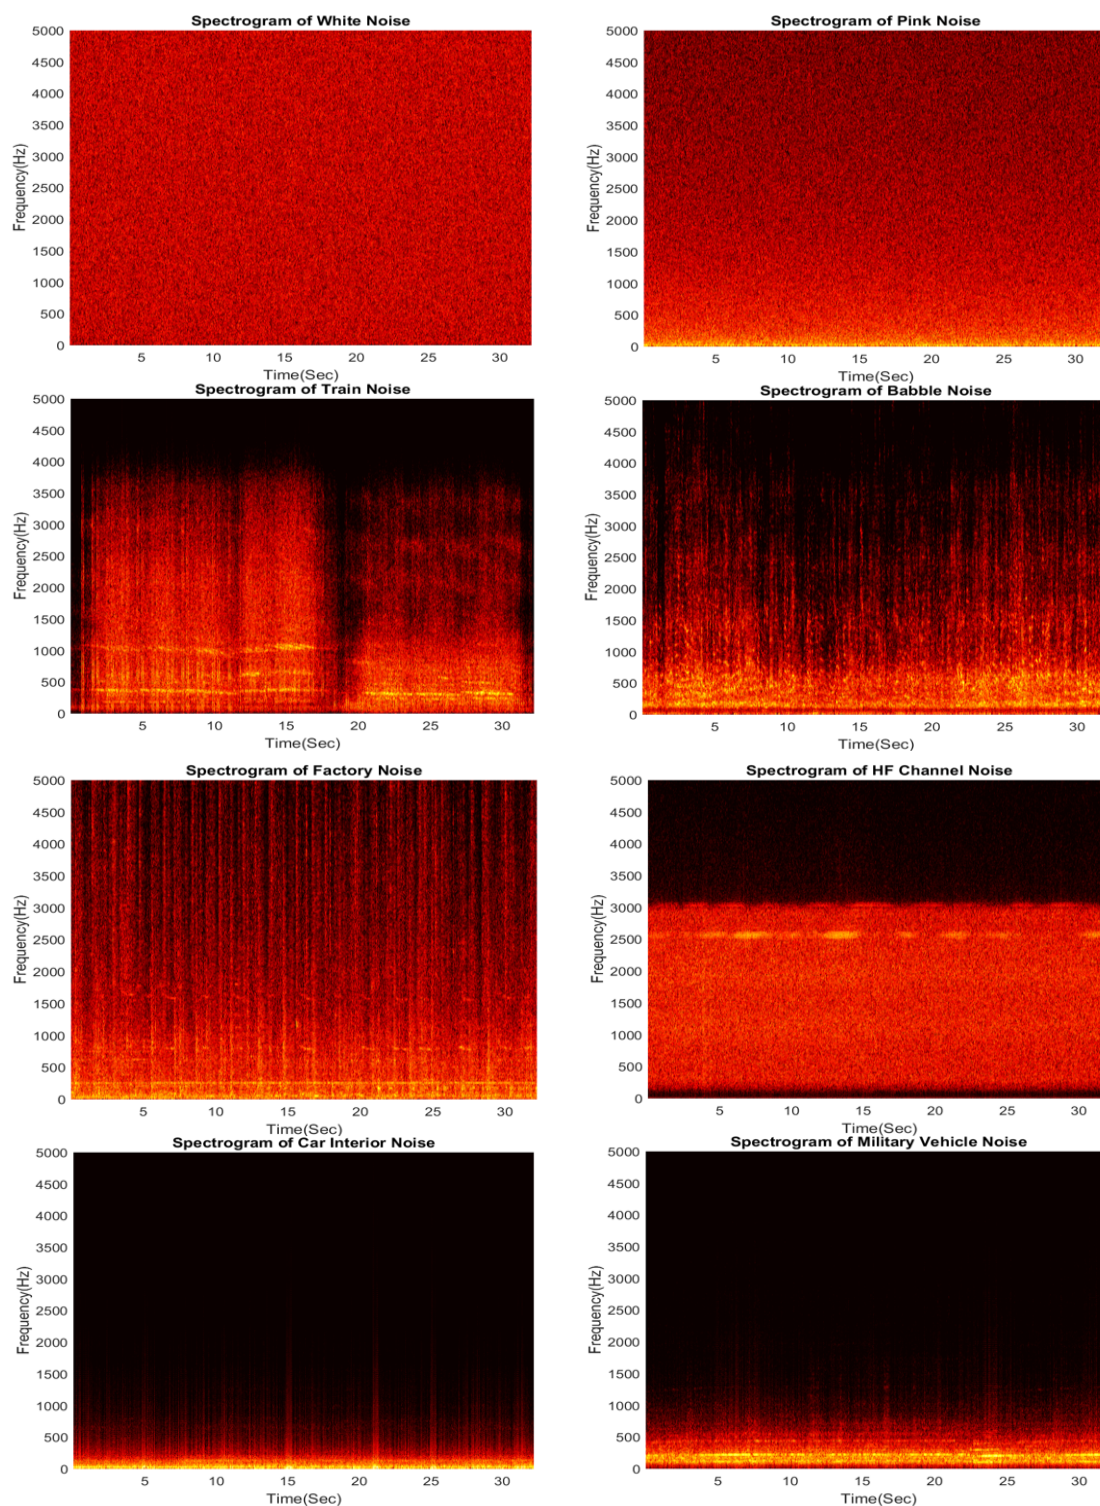 Spectrogram of White Noise
5000
4500
4000
3500
3000
2500
2000
1500
1000
500
0
Frequency(Hz)
5 10 15 20 25 30
Time(Sec)
Spectrogram of Pink Noise
5000
4500
4000
3500
3000
2500
2000
1500
1000
500
0
Frequency(Hz)
5 10 15 20 25 30
Time(Sec)
Spectrogram of Train Noise
5000
4500
4000
3500
3000
2500
2000
1500
1000
500
0
Frequency(Hz)
5 10 15 20 25 30
Time(Sec)
Spectrogram of Babble Noise
5000
4500
4000
3500
3000
2500
2000
1500
1000
500
0
Frequency(Hz)
5 10 15 20 25 30
Time(Sec)
Spectrogram of Factory Noise
5000
4500
4000
3500
3000
2500
2000
1500
1000
500
0
Frequency(Hz)
5 10 15 20 25 30
Time(Sec)
Spectrogram of HF Channel Noise
5000
4500
4000
3500
3000
2500
2000
1500
1000
500
0
Frequency(Hz)
5 10 15 20 25 30
Time(Sec)
Spectrogram of Car Interior Noise
5000
4500
4000
3500
3000
2500
2000
1500
1000
500
0
Frequency(Hz)
5 10 15 20 25 30
Time(Sec)
Spectrogram of Military Vehicle Noise
5000
4500
4000
3500
3000
2500
2000
1500
1000
500
0
Frequency(Hz)
5 10 15 20 25 30
Time(Sec)